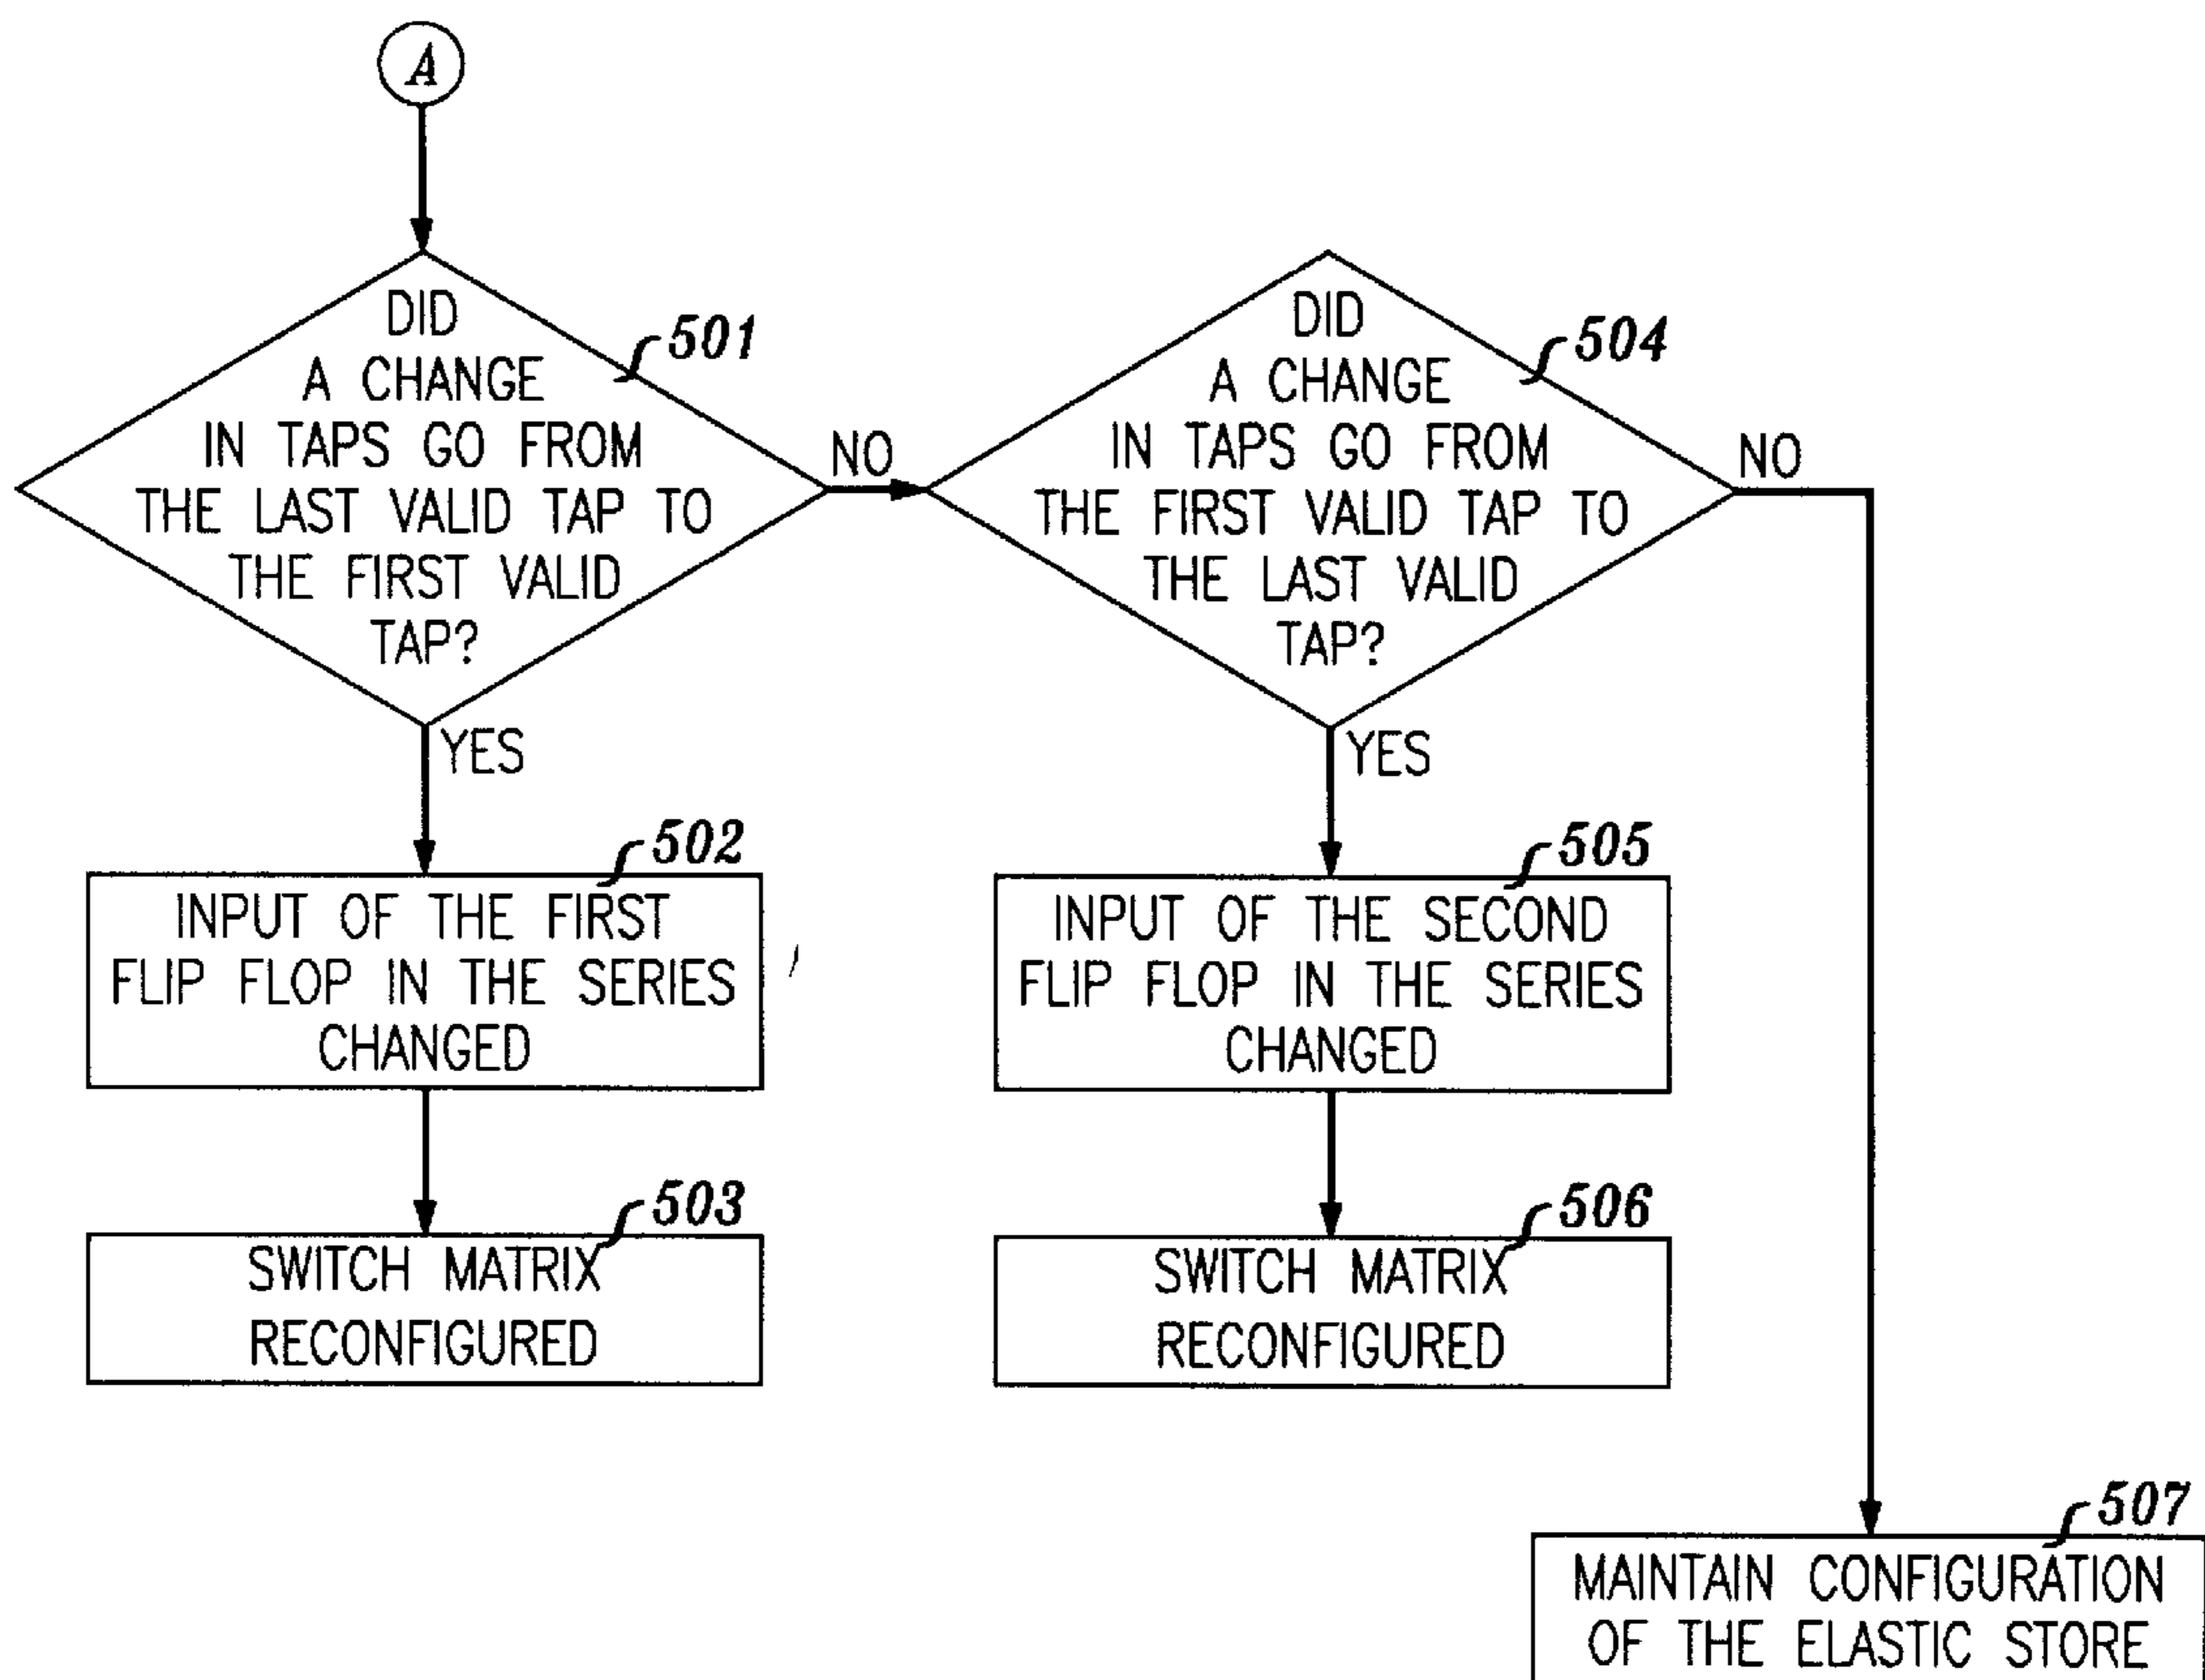 A
DID
A CHANGE
IN TAPS GO FROM
THE LAST VALID TAP TO
THE FIRST VALID
TAP?
501
NO
YES
502
INPUT OF THE FIRST
FLIP FLOP IN THE SERIES
CHANGED
503
SWITCH MATRIX
RECONFIGURED
DID
A CHANGE
IN TAPS GO FROM
THE FIRST VALID TAP TO
THE LAST VALID
TAP?
504
NO
YES
505
INPUT OF THE SECOND
FLIP FLOP IN THE SERIES
CHANGED
506
SWITCH MATRIX
RECONFIGURED
507
MAINTAIN CONFIGURATION
OF THE ELASTIC STORE